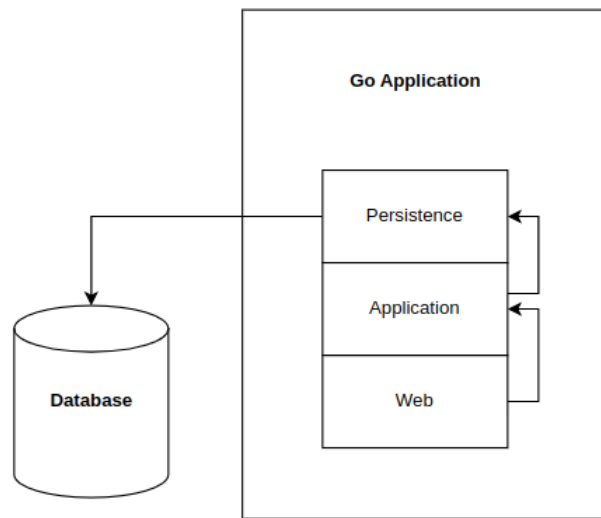 Go Application
Persistence
Application
Web
Database